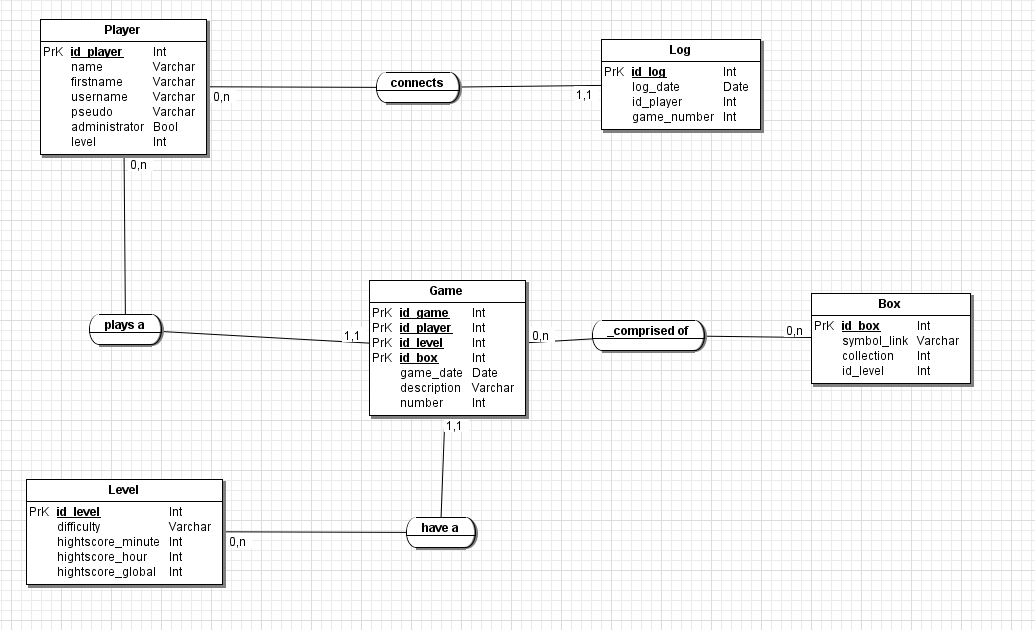 Player
PrK id_player Int
name Varchar
firstname Varchar
username Varchar
pseudo Varchar
administrator Bool
level Int
0,n
connects
1,1
Log
PrK id_log Int
log_date Date
id_player Int
game_number Int
0,n
plays a
1,1
Game
PrK id_game Int
PrK id_player Int
PrK id_level Int
PrK id_box Int
game_date Date
description Varchar
number Int
0,n
_comprised of
0,n
Box
PrK id_box Int
symbol_link Varchar
collection Int
id_level Int
1,1
Level
PrK id_level Int
difficulty Varchar
hightscore_minute Int
hightscore_hour Int
hightscore_global Int
0,n
have a